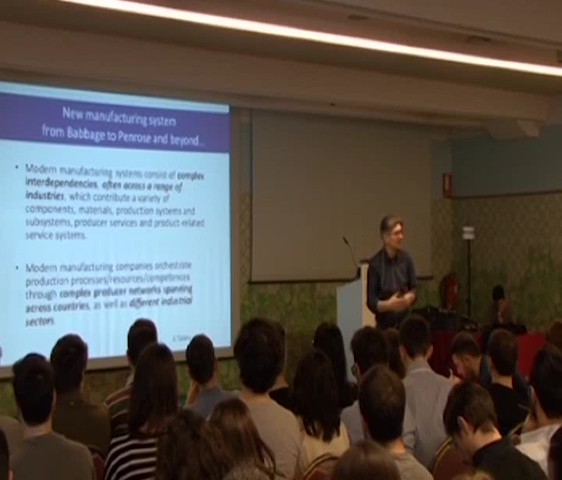 New manufacturing system
from Babbage to Penrose and beyond...
• Modern manufacturing systems consist of complex
interdependencies, often across a range of
industries, which contribute a variety of
components, materials, production systems and
subsystems, producer services and product-related
service systems.
• Modern manufacturing companies orchestrate
production processes/resources/competences
through complex producer networks spanning
across countries, as well as different industrial
sectors